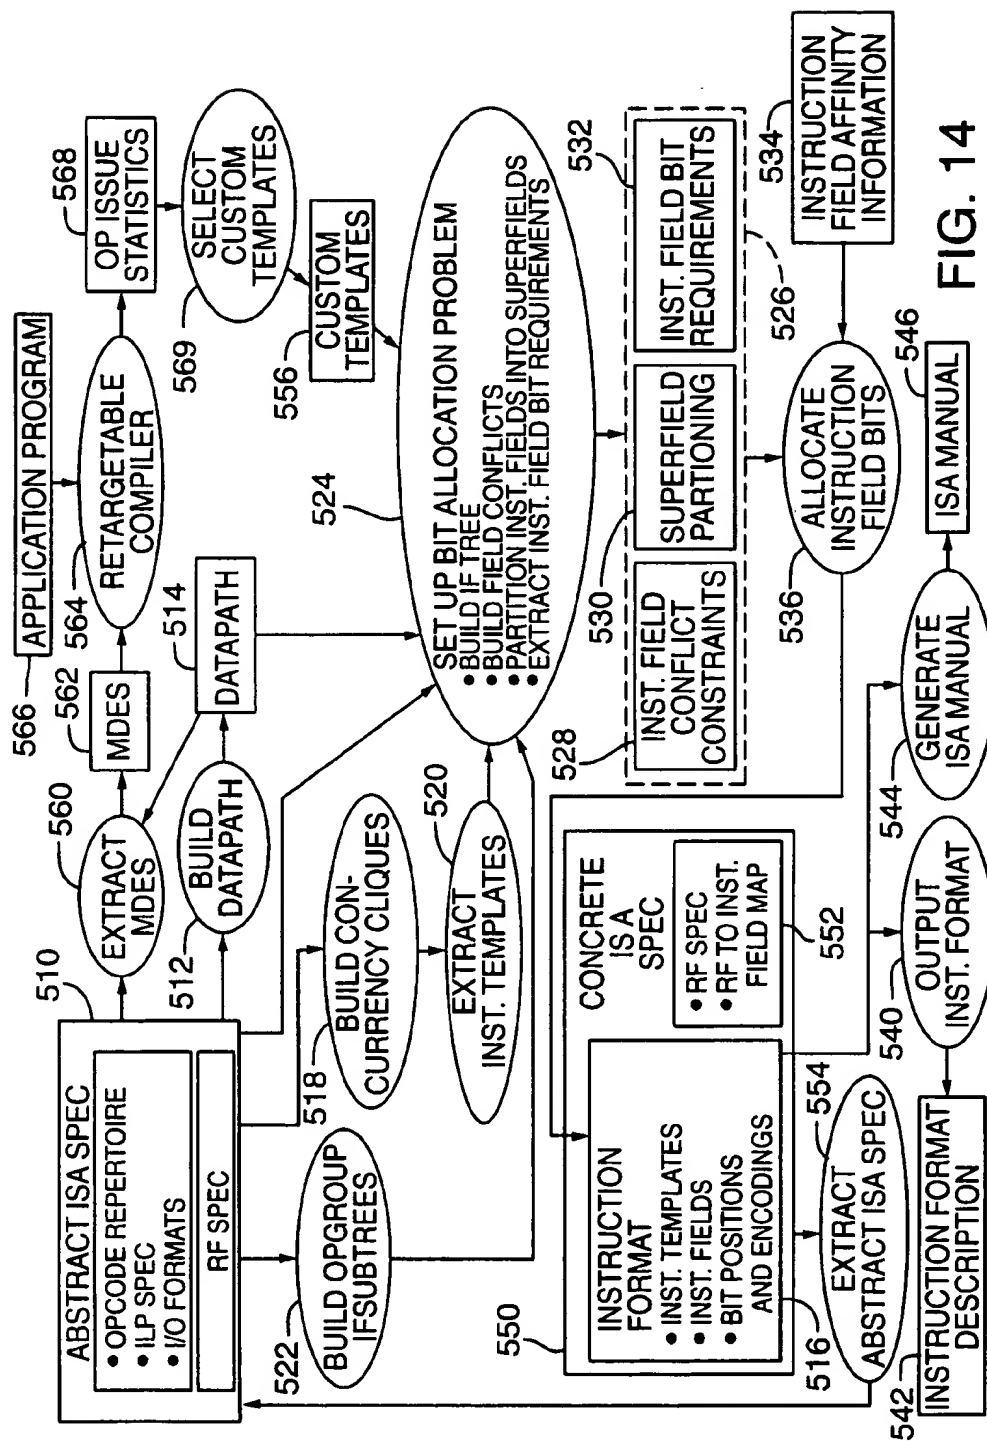 566
APPLICATION PROGRAM
510
ABSTRACT ISA SPEC
• OPCODE REPERTOIRE
• ILP SPEC
• I/O FORMATS
RF SPEC
560
EXTRACT
MDES
562
MDES
564
RETARGETABLE
COMPILER
568
OP ISSUE
STATISTICS
512
BUILD
DATAPATH
514
DATAPATH
569
SELECT
CUSTOM
TEMPLATES
556
CUSTOM
TEMPLATES
518
BUILD CON-
CURRENCY CLIQUES
522
BUILD OPGROUP
IFSUBTREES
520
EXTRACT
INST. TEMPLATES
524
SET UP BIT ALLOCATION PROBLEM
• BUILD IF TREE
• BUILD FIELD CONFLICTS
• PARTITION INST. FIELDS INTO SUPERFIELDS
• EXTRACT INST. FIELD BIT REQUIREMENTS
528
INST. FIELD
CONFLICT
CONSTRAINTS
530
SUPERFIELD
PARTIONING
532
INST. FIELD BIT
REQUIREMENTS
526
534
INSTRUCTION
FIELD AFFINITY
INFORMATION
536
ALLOCATE
INSTRUCTION
FIELD BITS
550
CONCRETE
ISA
SPEC
INSTRUCTION
FORMAT
• INST. TEMPLATES
• INST. FIELDS
• BIT POSITIONS
AND ENCODINGS
516
• RF SPEC
• RF TO INST.
FIELD MAP
552
554
EXTRACT
ABSTRACT ISA SPEC
540
OUTPUT
INST. FORMAT
542
INSTRUCTION FORMAT
DESCRIPTION
544
GENERATE
ISA MANUAL
546
ISA MANUAL
FIG. 14